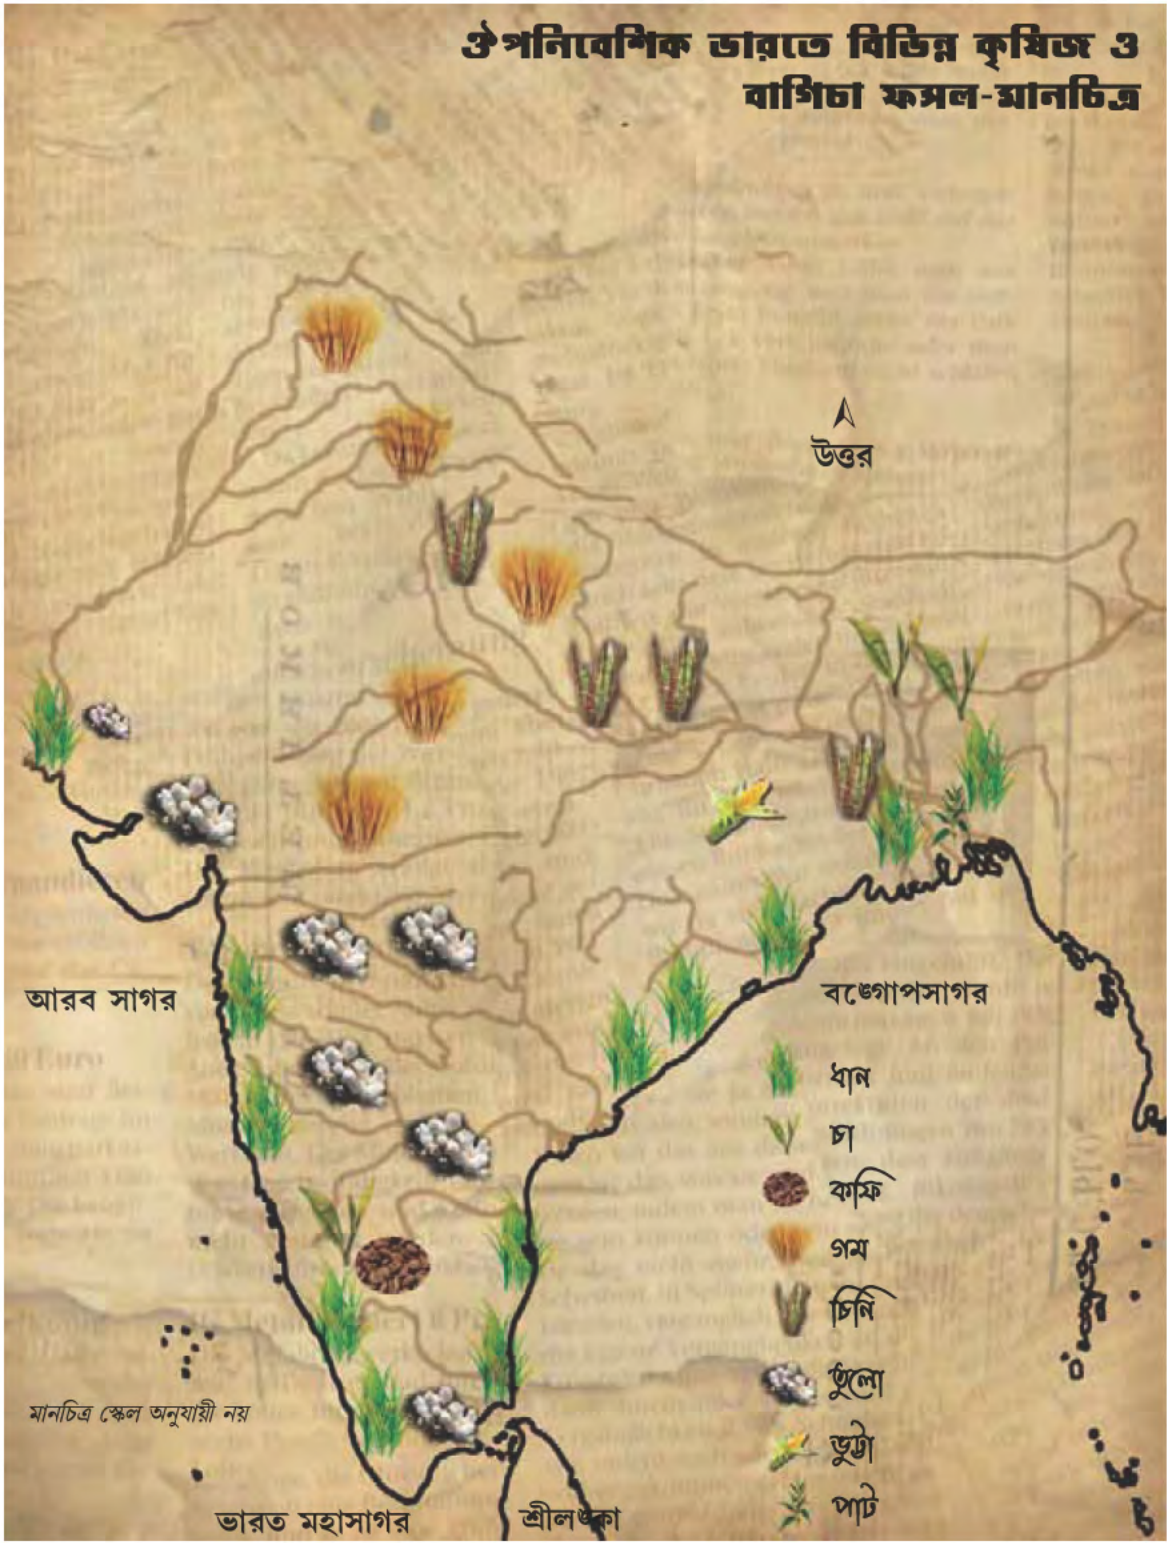 ঔপনিবেশিক ভারতে বিভিন্ন কৃষিজ ও
বাগিচা ফসল-মানচিত্র
উত্তর
আরব সাগর
বঙ্গোপসাগর
ধান
চা
কফি
গম
চিনি
তুলো
ভুট্টা
পাট
মানচিত্র স্কেল অনুযায়ী নয়
ভারত মহাসাগর
শ্রীলঙ্কা